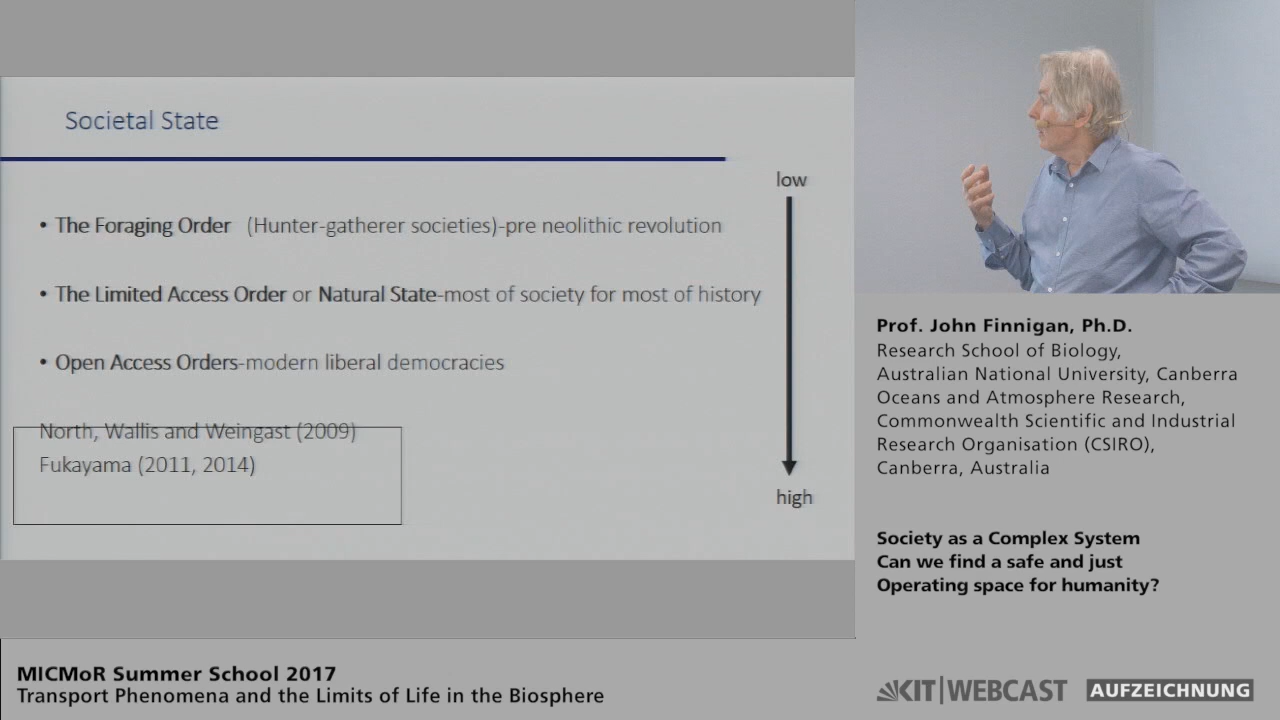 Societal State
low
• The Foraging Order (Hunter-gatherer societies)-pre neolithic revolution
• The Limited Access Order or Natural State-most of society for most of history
• Open Access Orders-modern liberal democracies
North, Wallis and Weingast (2009)
Fukayama (2011, 2014)
high
Prof. John Finnigan, Ph.D.
Research School of Biology,
Australian National University, Canberra
Oceans and Atmosphere Research,
Commonwealth Scientific and Industrial
Research Organisation (CSIRO),
Canberra, Australia
Society as a Complex System
Can we find a safe and just
Operating space for humanity?
MICMoR Summer School 2017
Transport Phenomena and the Limits of Life in the Biosphere
KIT|WEBCAST AUFZEICHNUNG